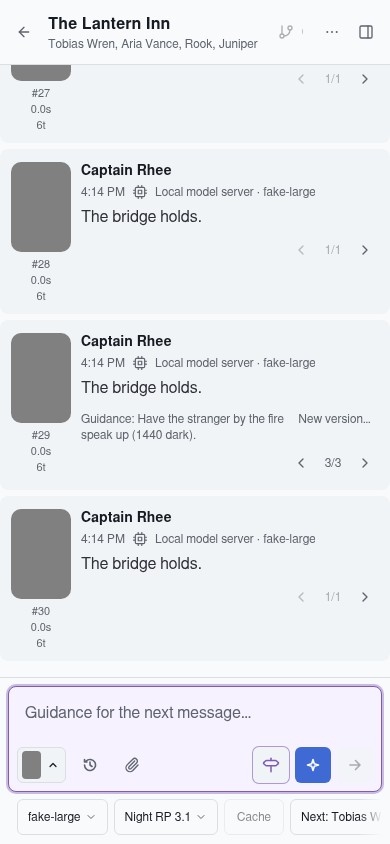 The Lantern Inn
Tobias Wren, Aria Vance, Rook, Juniper
#27
0.0s
6t
1/1
Captain Rhee
4:14 PM Local model server · fake-large
The bridge holds.
#28
0.0s
6t
1/1
Captain Rhee
4:14 PM Local model server · fake-large
The bridge holds.
Guidance: Have the stranger by the fire New version...
speak up (1440 dark).
#29
0.0s
6t
3/3
Captain Rhee
4:14 PM Local model server · fake-large
The bridge holds.
#30
0.0s
6t
1/1
Guidance for the next message...
fake-large Night RP 3.1 Cache Next: Tobias W